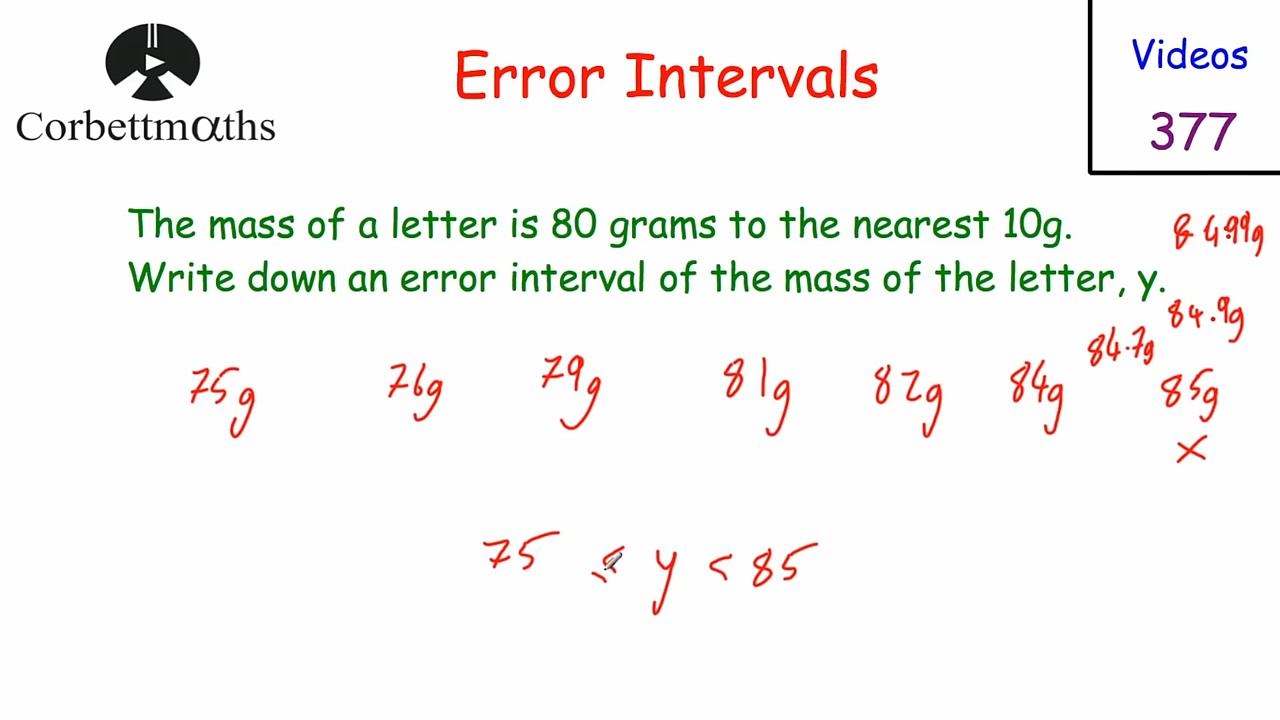 Corbettmαths
Error Intervals
Videos
377
The mass of a letter is 80 grams to the nearest 10g.
Write down an error interval of the mass of the letter, y.
84.99g
84.9g
84.7g
75g 76g 79g 81g 82g 84g 85g
×
75 ≤ y < 85